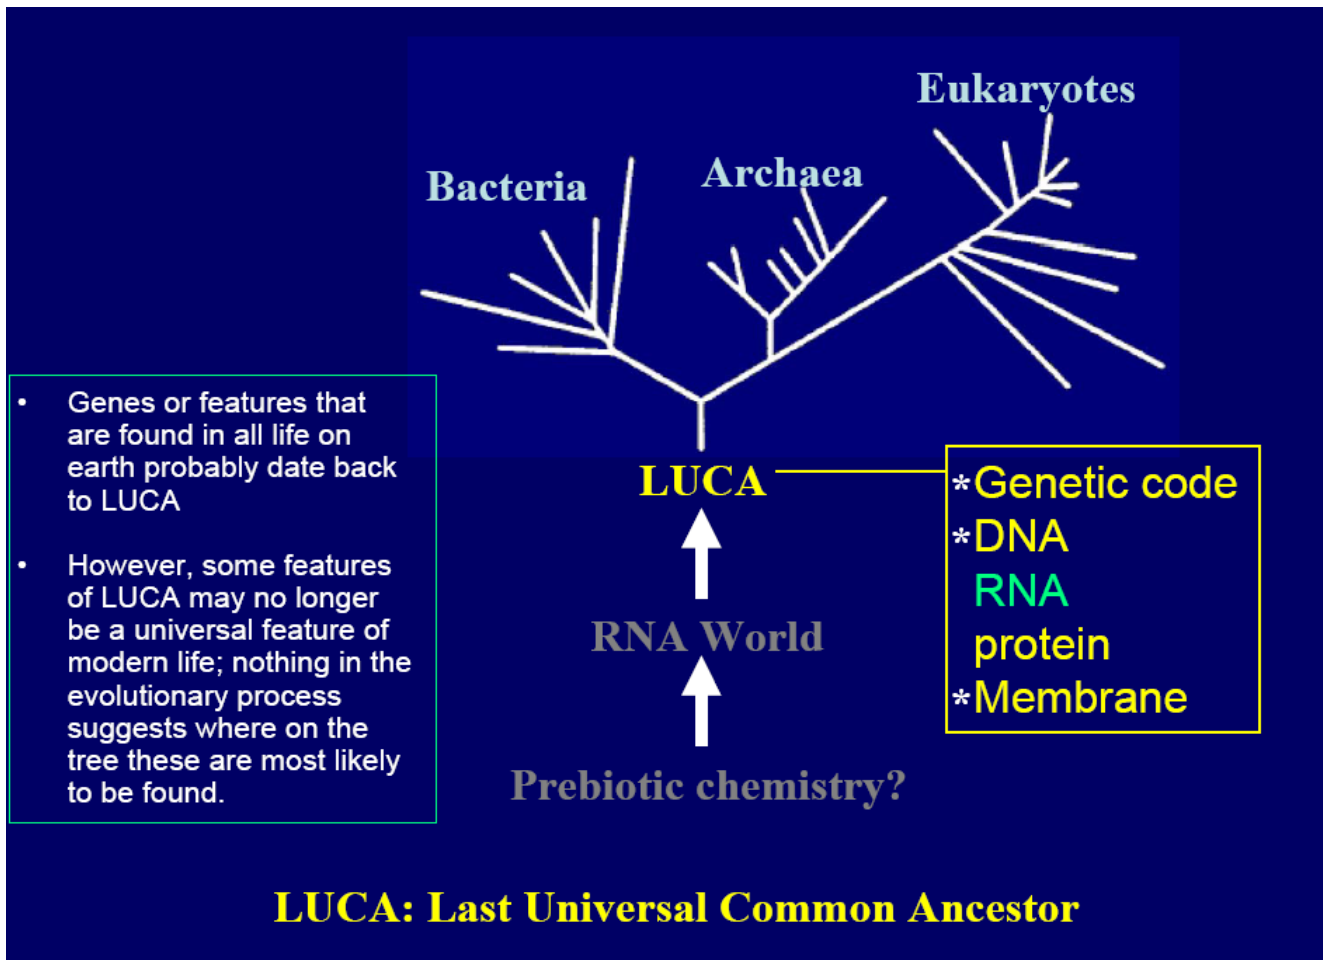 Eukaryotes
Archaea
Bacteria
• Genes or features that
are found in all life on
earth probably date back
to LUCA
• However, some features
of LUCA may no longer
be a universal feature of
modern life; nothing in the
evolutionary process
suggests where on the
tree these are most likely
to be found.
LUCA
*Genetic code
*DNA
RNA
protein
*Membrane
RNA World
Prebiotic chemistry?
LUCA: Last Universal Common Ancestor